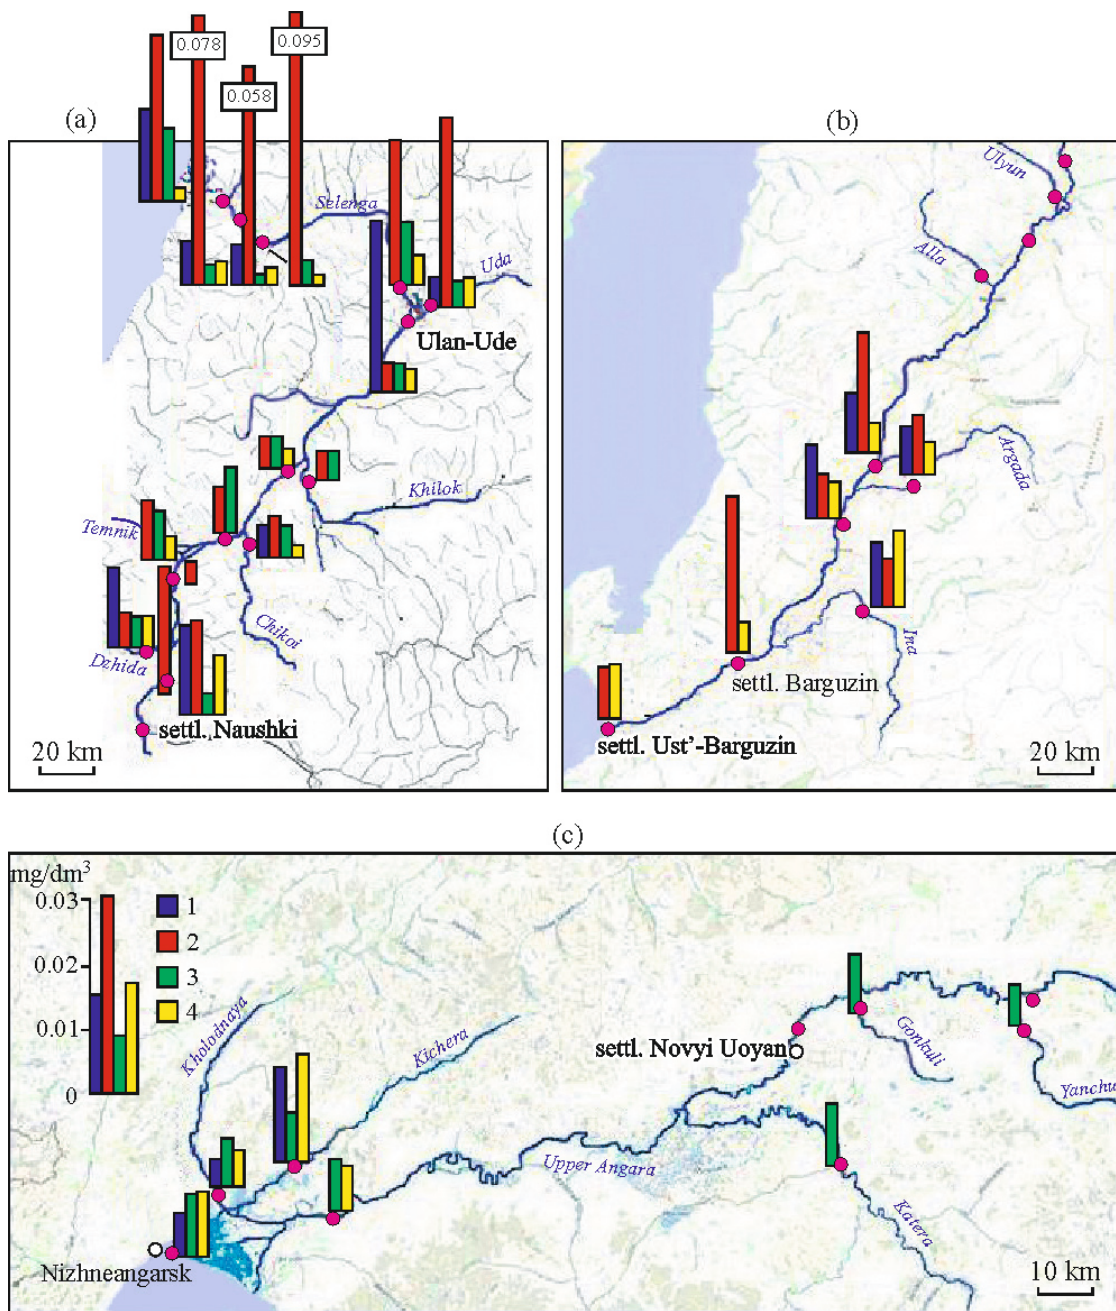 0.078
0.095
0.058
(a)
(b)
Selenga
Uda
Ulan-Ude
Khilok
Temnik
Chikoi
Dzhida
settl. Naushki
20 km
Ulyun
Alla
Argada
Ina
settl. Barguzin
settl. Ust’-Barguzin
20 km
(c)
mg/dm³
0.03
0.02
0.01
0
1
2
3
4
Kholodnaya
Kichera
settl. Novyi Uoyan
Gonkuli
Yanchu
Upper Angara
Katera
Nizhneangarsk
10 km